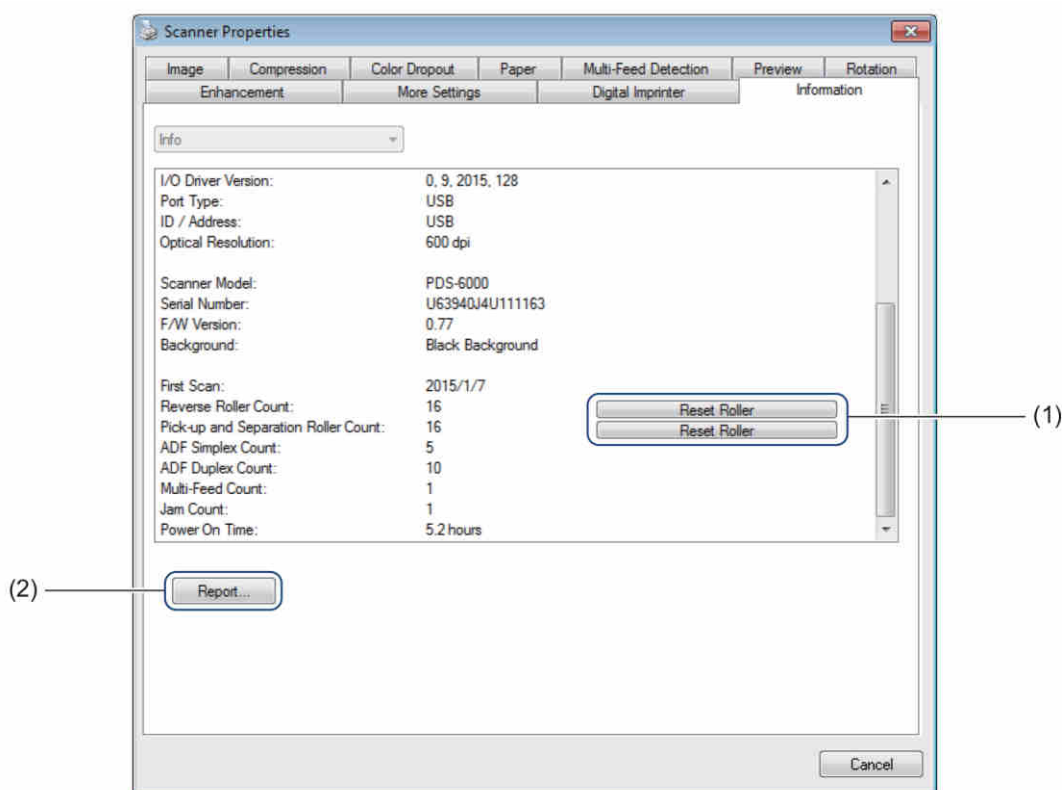 Scanner Properties
Image Compression Color Dropout Paper Multi-Feed Detection Preview Rotation
Enhancement More Settings Digital Imprinter Information
Info
I/O Driver Version: 0, 9, 2015, 128
Port Type: USB
ID / Address: USB
Optical Resolution: 600 dpi
Scanner Model: PDS-6000
Serial Number: U63940J4U111163
F/W Version: 0.77
Background: Black Background
First Scan: 2015/1/7
Reverse Roller Count: 16 Reset Roller (1)
Pick-up and Separation Roller Count: 16 Reset Roller
ADF Simplex Count: 5
ADF Duplex Count: 10
Multi-Feed Count: 1
Jam Count: 1
Power On Time: 5.2 hours
(2) Report...
Cancel